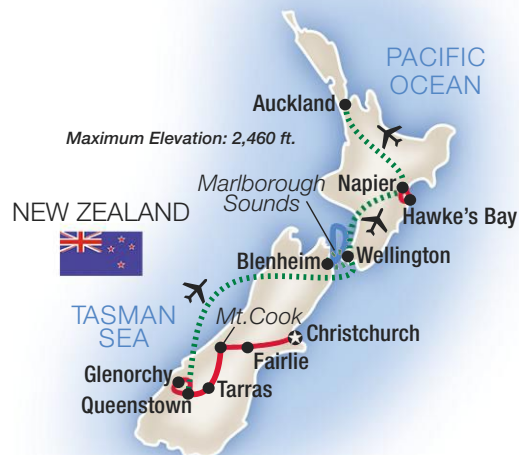 PACIFIC
OCEAN
Auckland
Maximum Elevation: 2,460 ft.
Marlborough
Sounds
Napier
Hawke's Bay
NEW ZEALAND
Blenheim
Wellington
TASMAN
SEA
Mt.Cook
Christchurch
Fairlie
Glenorchy
Tarras
Queenstown